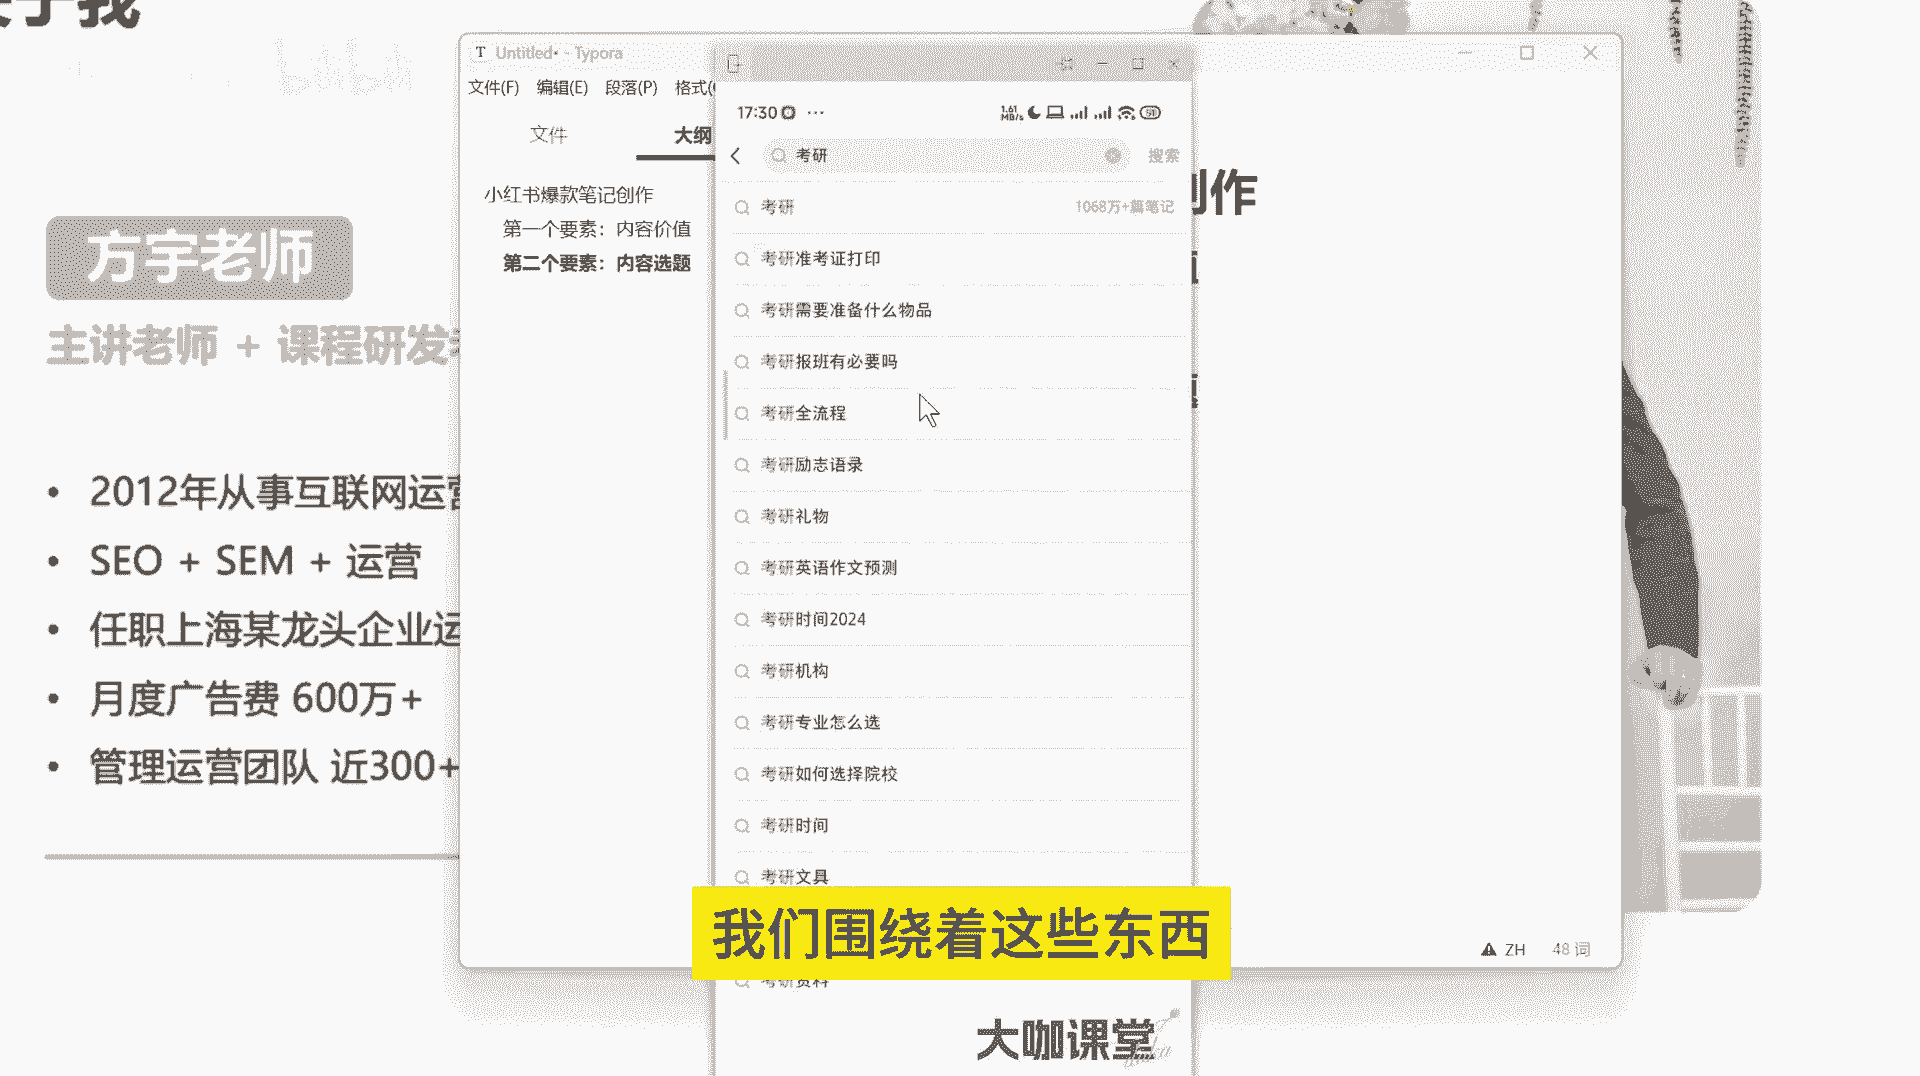 关于我
bilibili
方宇老师
主讲老师 + 课程研发
• 2012年从事互联网运营
• SEO + SEM + 运营
• 任职上海某龙头企业运
• 月度广告费 600万+
• 管理运营团队 近300+
Untitled• - Typora
文件(F) 编辑(E) 段落(P) 格式(
文件 大纲
小红书爆款笔记创作
第一个要素：内容价值
第二个要素：内容选题
创作
17:30 ···
1.61 MB/s
考研 搜索
考研 1068万+篇笔记
考研准考证打印
考研需要准备什么物品
考研报班有必要吗
考研全流程
考研励志语录
考研礼物
考研英语作文预测
考研时间2024
考研机构
考研专业怎么选
考研如何选择院校
考研时间
考研文具
考研资料
我们围绕着这些东西
ZH 48 词
大咖课堂